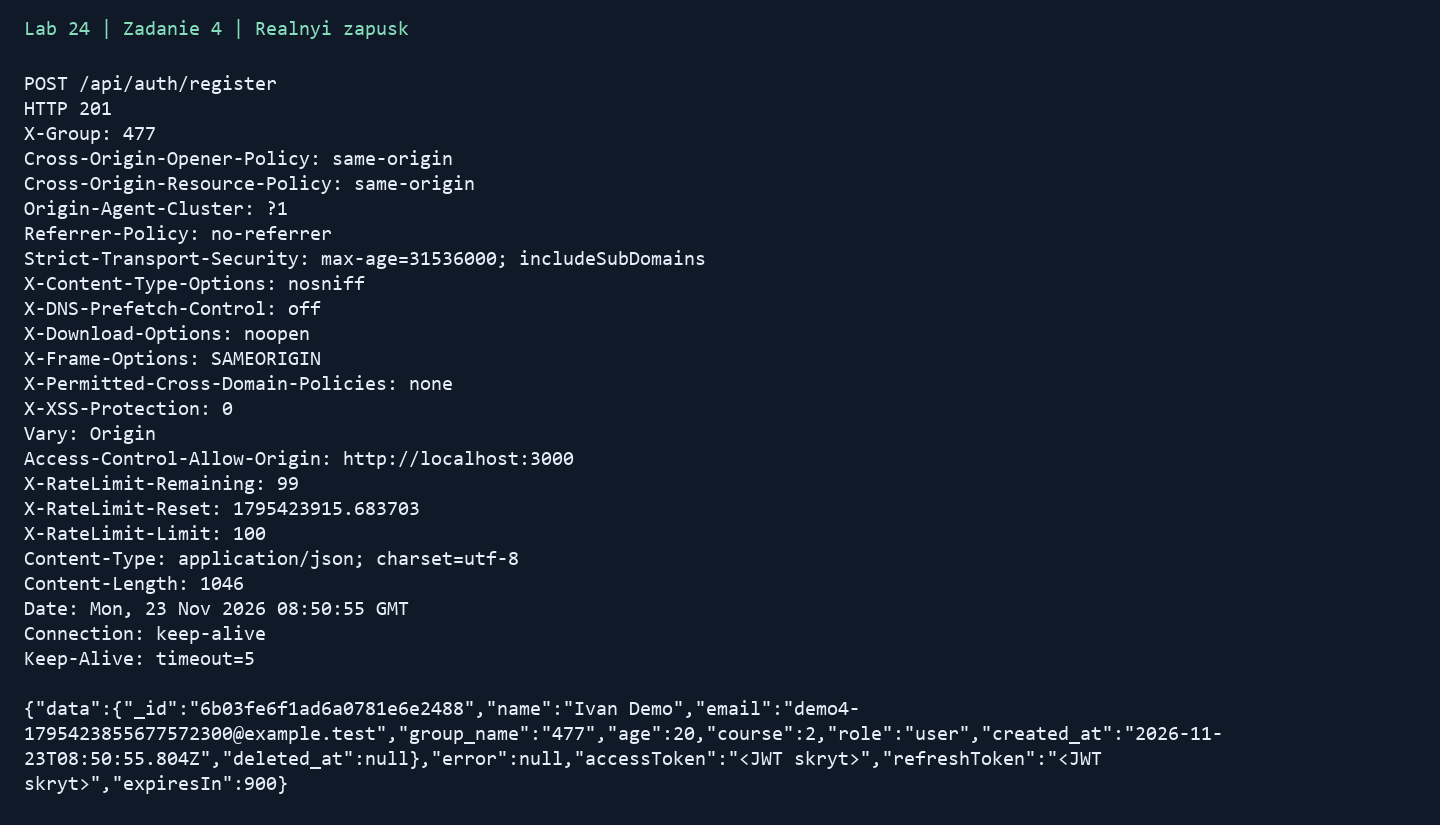 Lab 24 | Zadanie 4 | Realnyi zapusk
POST /api/auth/register
HTTP 201
X-Group: 477
Cross-Origin-Opener-Policy: same-origin
Cross-Origin-Resource-Policy: same-origin
Origin-Agent-Cluster: ?1
Referrer-Policy: no-referrer
Strict-Transport-Security: max-age=31536000; includeSubDomains
X-Content-Type-Options: nosniff
X-DNS-Prefetch-Control: off
X-Download-Options: noopen
X-Frame-Options: SAMEORIGIN
X-Permitted-Cross-Domain-Policies: none
X-XSS-Protection: 0
Vary: Origin
Access-Control-Allow-Origin: http://localhost:3000
X-RateLimit-Remaining: 99
X-RateLimit-Reset: 1795423915.683703
X-RateLimit-Limit: 100
Content-Type: application/json; charset=utf-8
Content-Length: 1046
Date: Mon, 23 Nov 2026 08:50:55 GMT
Connection: keep-alive
Keep-Alive: timeout=5
{"data":{"_id":"6b03fe6f1ad6a0781e6e2488","name":"Ivan Demo","email":"demo4-
1795423855677572300@example.test","group_name":"477","age":20,"course":2,"role":"user","created_at":"2026-11-
23T08:50:55.804Z","deleted_at":null},"error":null,"accessToken":"<JWT skryt>","refreshToken":"<JWT
skryt>","expiresIn":900}